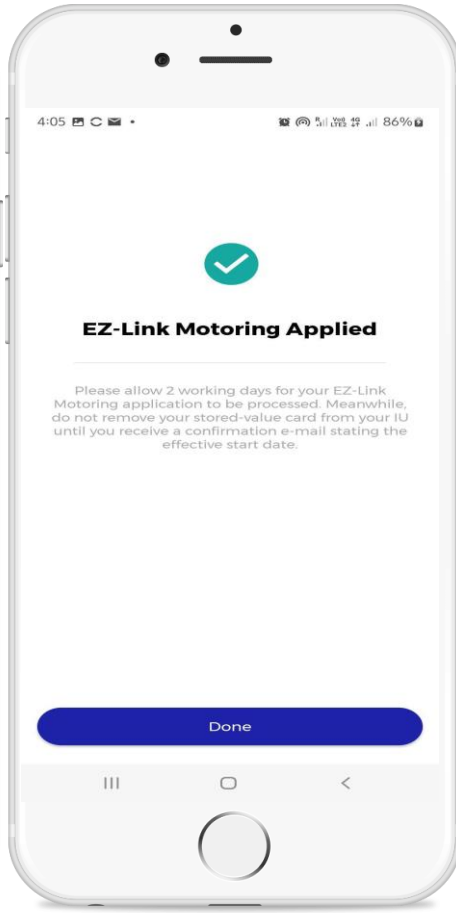 4:05
86%
EZ-Link Motoring Applied
Please allow 2 working days for your EZ-Link
Motoring application to be processed. Meanwhile,
do not remove your stored-value card from your IU
until you receive a confirmation e-mail stating the
effective start date.
Done